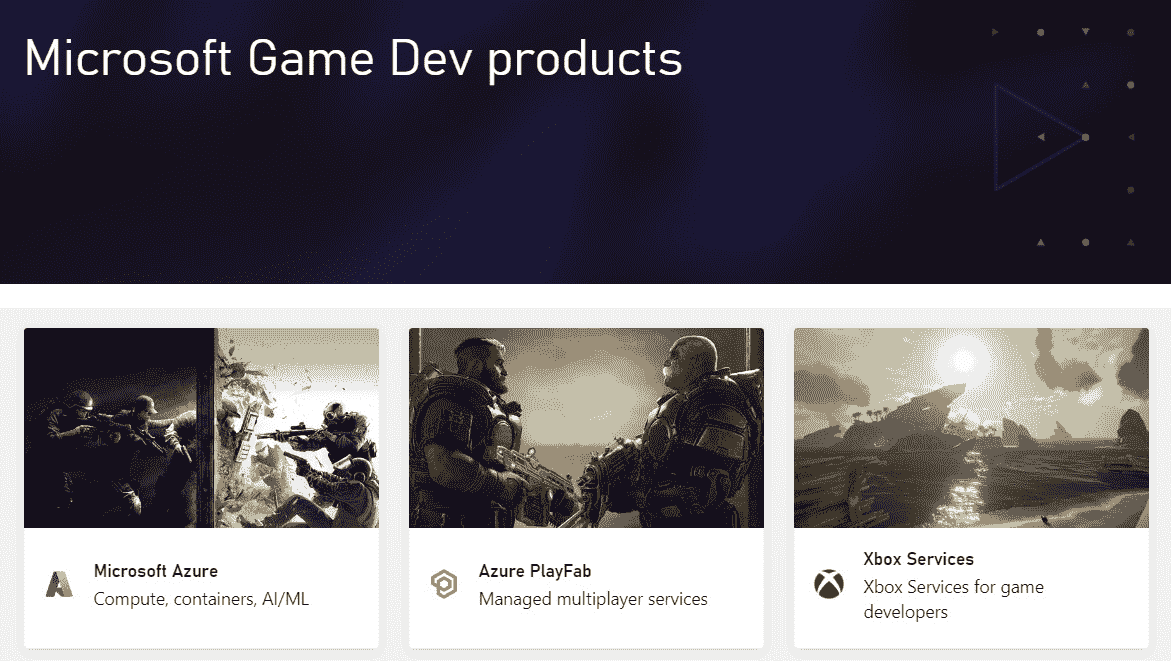 Microsoft Game Dev products
Microsoft Azure
Compute, containers, AI/ML
Azure PlayFab
Managed multiplayer services
Xbox Services
Xbox Services for game
developers